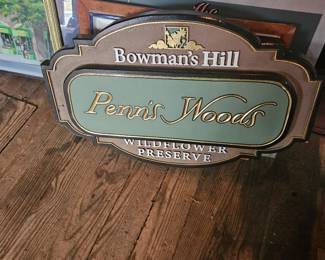 Bowman's Hill
Penn's Woods
WILDFLOWER
PRESERVE